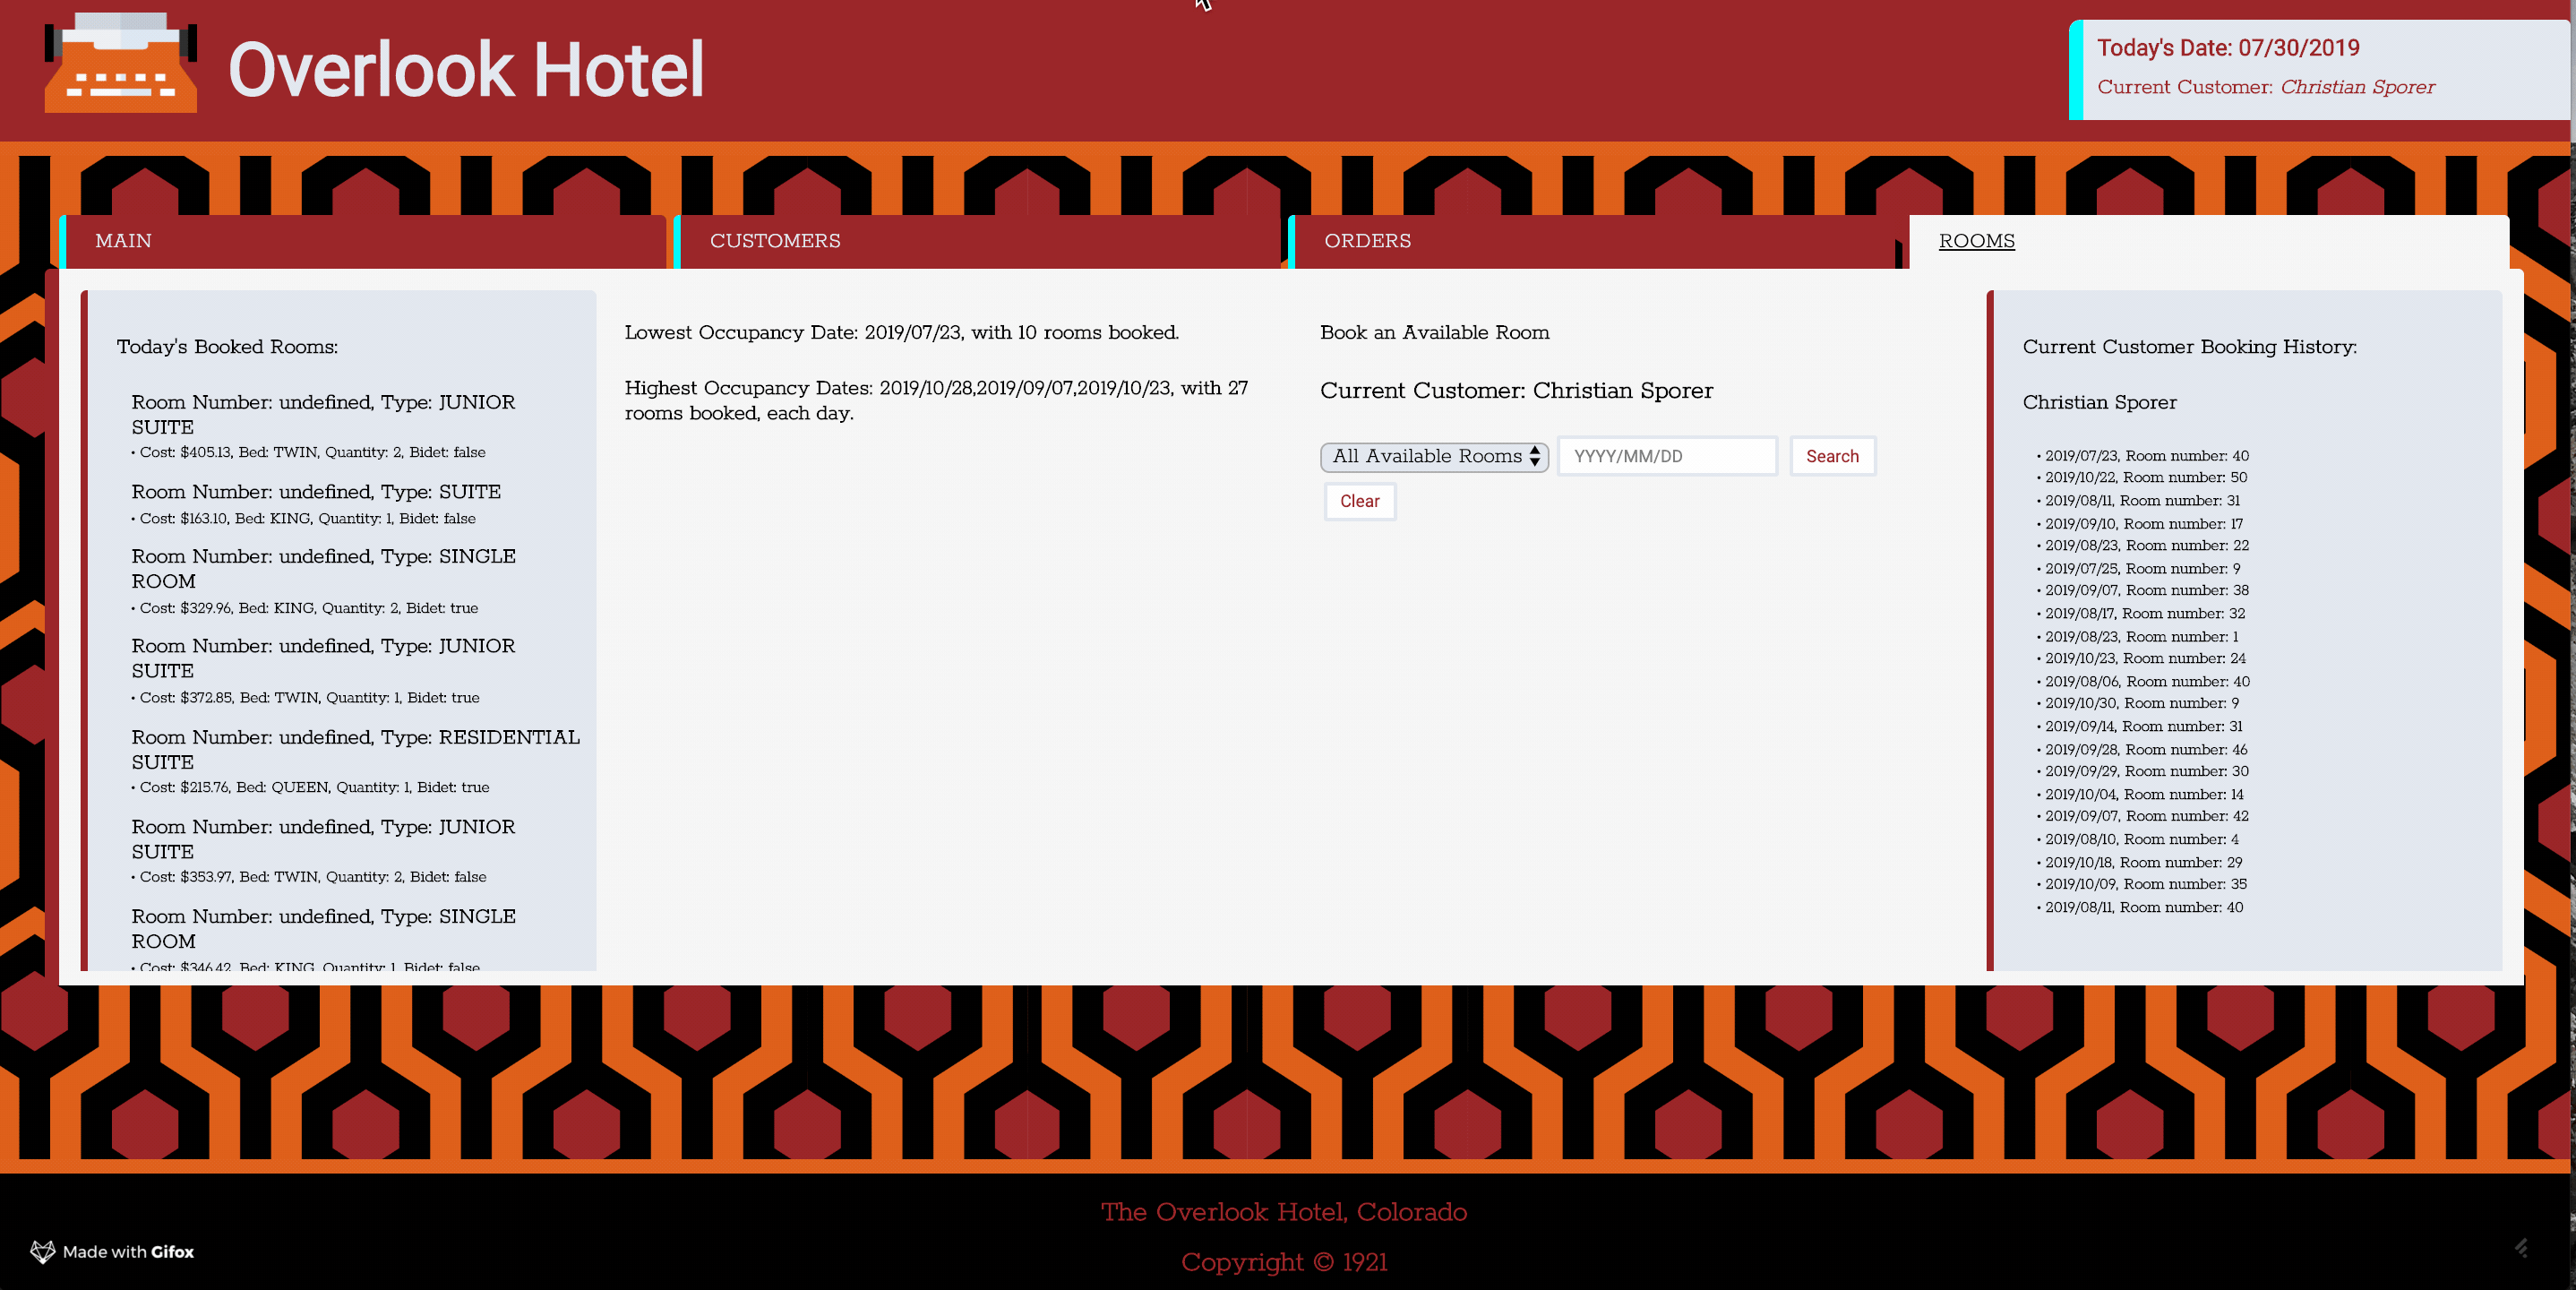 Overlook Hotel
Today's Date: 07/30/2019
Current Customer: Christian Sporer
MAIN
CUSTOMERS
ORDERS
ROOMS
Today's Booked Rooms:
Room Number: undefined, Type: JUNIOR
SUITE
• Cost: $405.13, Bed: TWIN, Quantity: 2, Bidet: false
Room Number: undefined, Type: SUITE
• Cost: $163.10, Bed: KING, Quantity: 1, Bidet: false
Room Number: undefined, Type: SINGLE
ROOM
• Cost: $329.96, Bed: KING, Quantity: 2, Bidet: true
Room Number: undefined, Type: JUNIOR
SUITE
• Cost: $372.85, Bed: TWIN, Quantity: 1, Bidet: true
Room Number: undefined, Type: RESIDENTIAL
SUITE
• Cost: $215.76, Bed: QUEEN, Quantity: 1, Bidet: true
Room Number: undefined, Type: JUNIOR
SUITE
• Cost: $353.97, Bed: TWIN, Quantity: 2, Bidet: false
Room Number: undefined, Type: SINGLE
ROOM
• Cost: $346.42, Bed: KING, Quantity: 1, Bidet: false
Lowest Occupancy Date: 2019/07/23, with 10 rooms booked.
Highest Occupancy Dates: 2019/10/28,2019/09/07,2019/10/23, with 27
rooms booked, each day.
Book an Available Room
Current Customer: Christian Sporer
All Available Rooms
YYYY/MM/DD
Search
Clear
Current Customer Booking History:
Christian Sporer
• 2019/07/23, Room number: 40
• 2019/10/22, Room number: 50
• 2019/08/11, Room number: 31
• 2019/09/10, Room number: 17
• 2019/08/23, Room number: 22
• 2019/07/25, Room number: 9
• 2019/09/07, Room number: 38
• 2019/08/17, Room number: 32
• 2019/08/23, Room number: 1
• 2019/10/23, Room number: 24
• 2019/08/06, Room number: 40
• 2019/10/30, Room number: 9
• 2019/09/14, Room number: 31
• 2019/09/28, Room number: 46
• 2019/09/29, Room number: 30
• 2019/10/04, Room number: 14
• 2019/09/07, Room number: 42
• 2019/08/10, Room number: 4
• 2019/10/18, Room number: 29
• 2019/10/09, Room number: 35
• 2019/08/11, Room number: 40
The Overlook Hotel, Colorado
Copyright © 1921
Made with Gifox